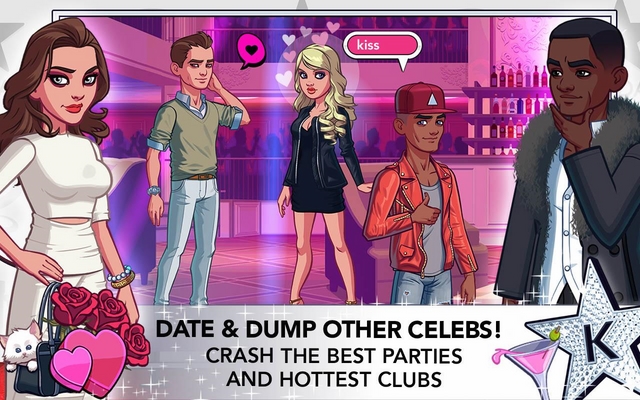 kiss
DATE & DUMP OTHER CELEBS!
CRASH THE BEST PARTIES
AND HOTTEST CLUBS
K